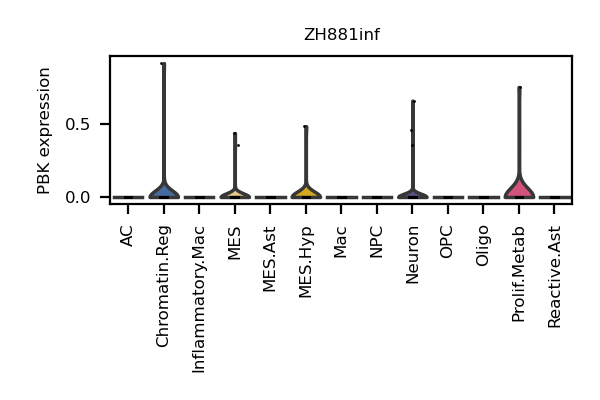 ZH881inf
PBK expression
0.5
0.0
AC
Chromatin.Reg
Inflammatory.Mac
MES
MES.Ast
MES.Hyp
Mac
NPC
Neuron
OPC
Oligo
Prolif.Metab
Reactive.Ast